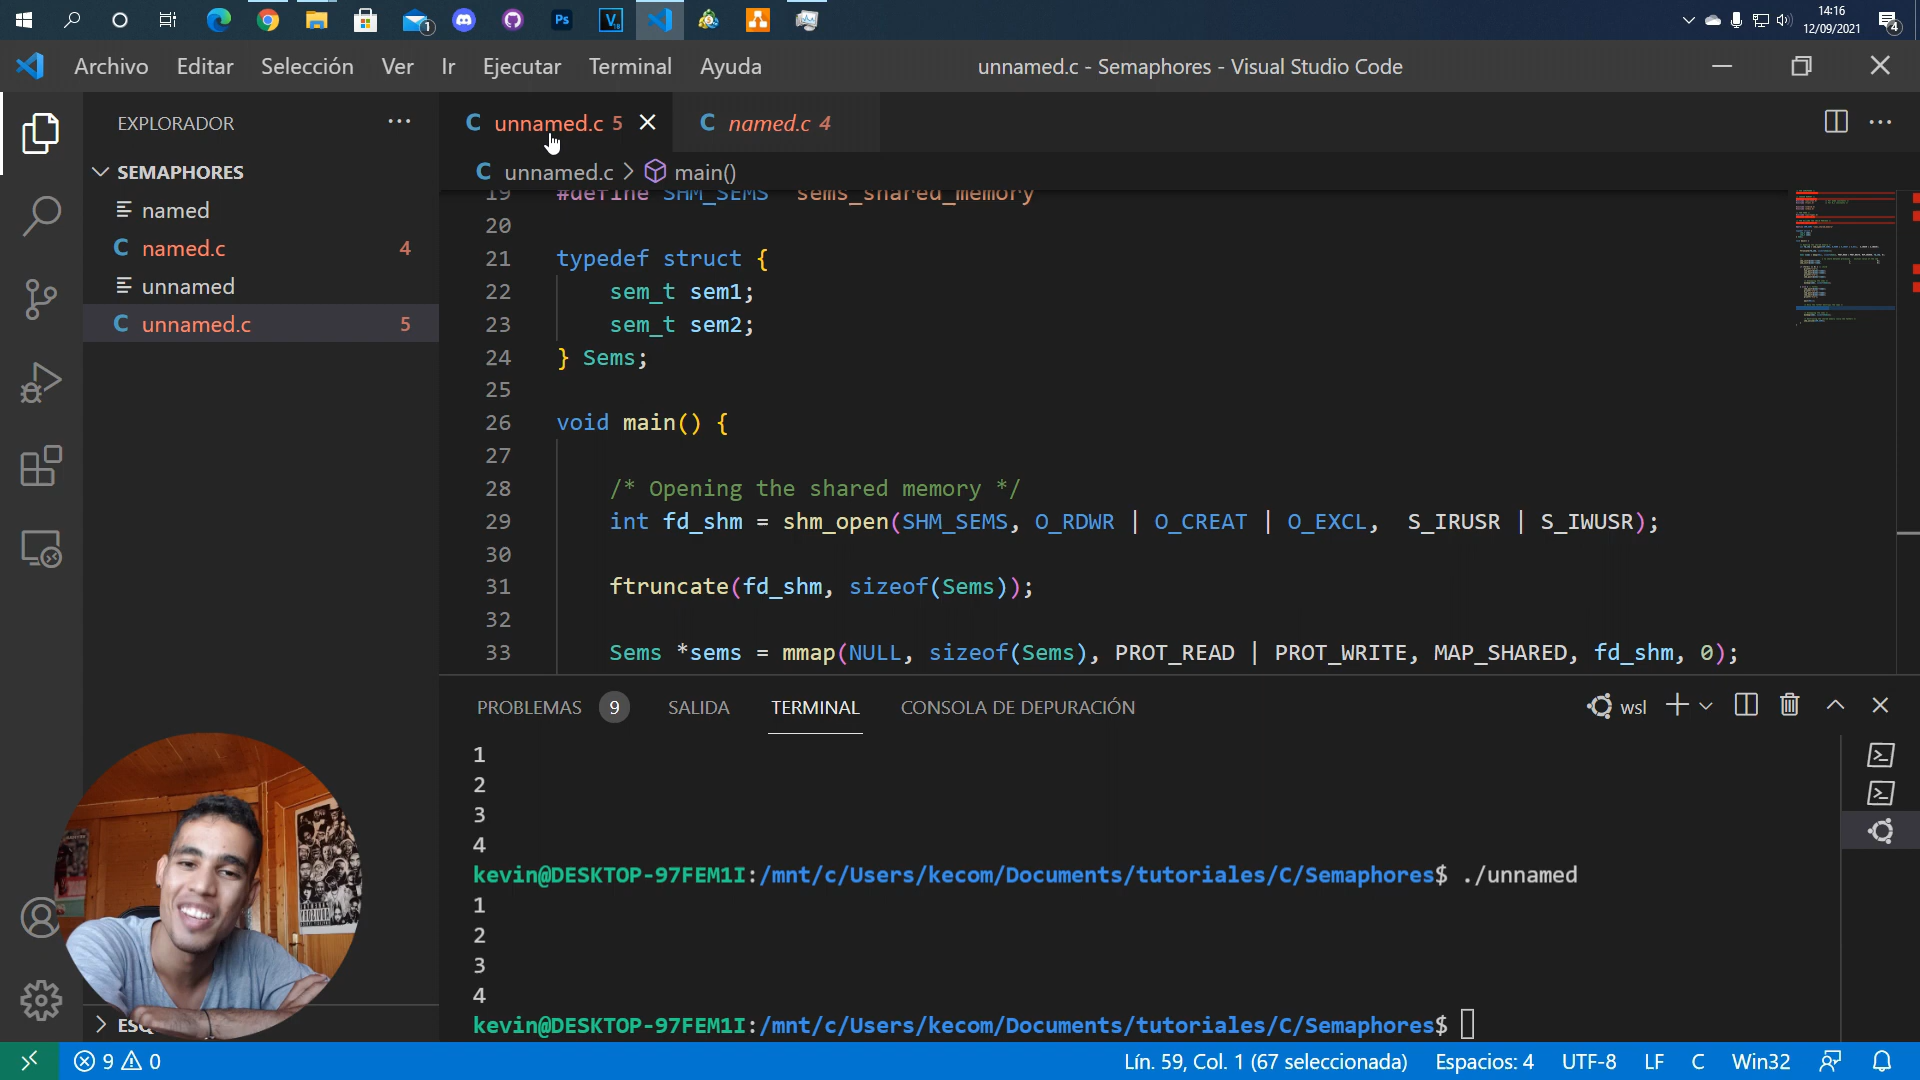 14:16
12/09/2021
4
1
Ps
Archivo Editar Selección Ver Ir Ejecutar Terminal Ayuda
unnamed.c - Semaphores - Visual Studio Code
EXPLORADOR
SEMAPHORES
named
C named.c 4
unnamed
C unnamed.c 5
C unnamed.c 5
C named.c 4
C unnamed.c > main()
19 #define SHM_SEMS "sems_shared_memory"
20
21 typedef struct {
22 sem_t sem1;
23 sem_t sem2;
24 } Sems;
25
26 void main() {
27
28 /* Opening the shared memory */
29 int fd_shm = shm_open(SHM_SEMS, O_RDWR | O_CREAT | O_EXCL, S_IRUSR | S_IWUSR);
30
31 ftruncate(fd_shm, sizeof(Sems));
32
33 Sems *sems = mmap(NULL, sizeof(Sems), PROT_READ | PROT_WRITE, MAP_SHARED, fd_shm, 0);
PROBLEMAS 9 SALIDA TERMINAL CONSOLA DE DEPURACIÓN
wsl
1
2
3
4
kevin@DESKTOP-97FEM1I:/mnt/c/Users/kecom/Documents/tutoriales/C/Semaphores$ ./unnamed
1
2
3
4
kevin@DESKTOP-97FEM1I:/mnt/c/Users/kecom/Documents/tutoriales/C/Semaphores$
9 0
Lín. 59, Col. 1 (67 seleccionada) Espacios: 4 UTF-8 LF C Win32